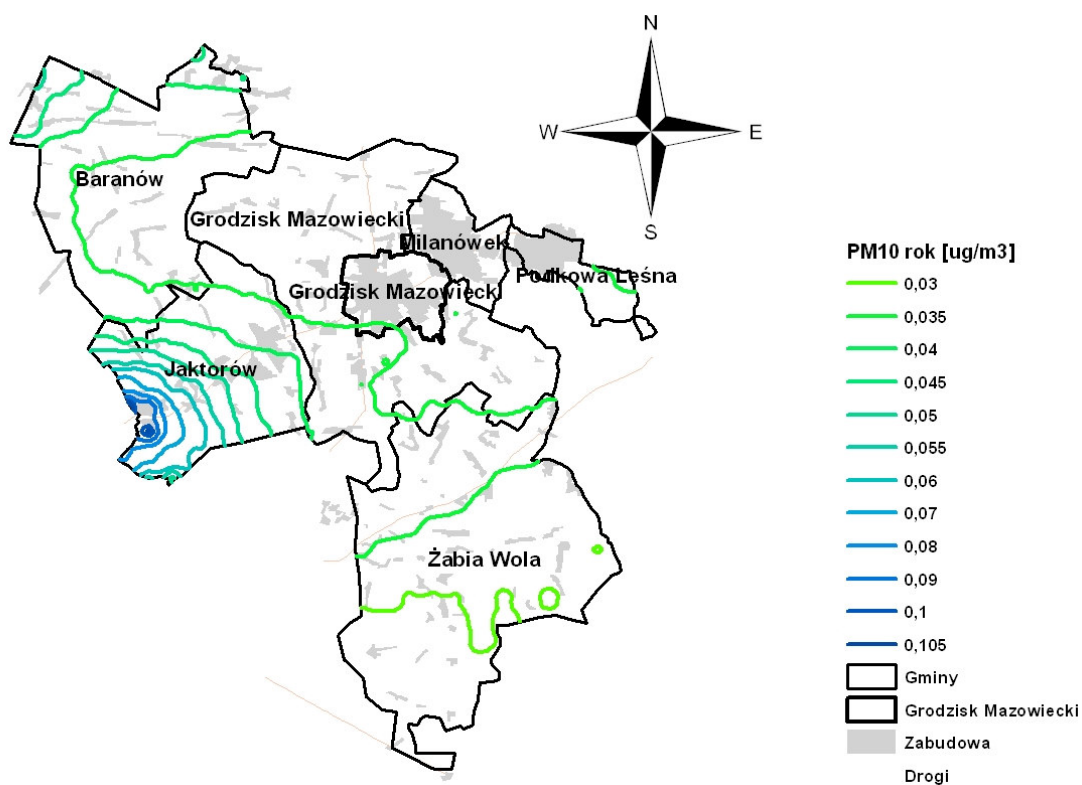 N
W E
S
Baranów
Grodzisk Mazowiecki
Milanówek
Podkowa Leśna
Grodzisk Mazowiecki
Jaktorów
Żabia Wola
PM10 rok [ug/m3]
0,03
0,035
0,04
0,045
0,05
0,055
0,06
0,07
0,08
0,09
0,1
0,105
Gminy
Grodzisk Mazowiecki
Zabudowa
Drogi